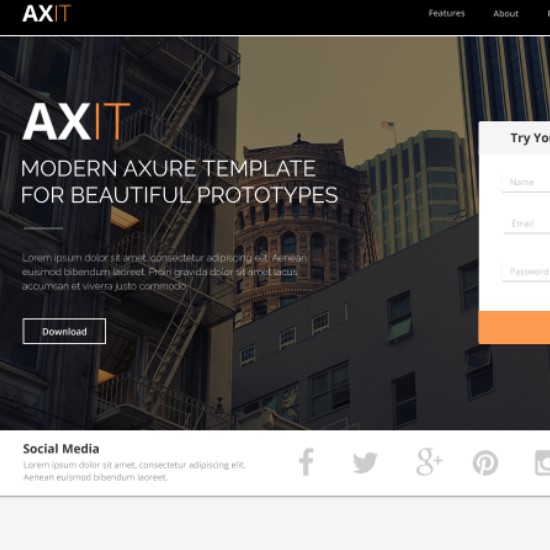 AXIT
Features
About
AXIT
MODERN AXURE TEMPLATE
FOR BEAUTIFUL PROTOTYPES
Lorem ipsum dolor sit amet, consectetur adipiscing elit. Aenean
euismod bibendum laoreet. Proin gravida dolor sit amet lacus
accumsan et viverra justo commodo.
Download
Try Yo
Name
Email
Password
Social Media
Lorem ipsum dolor sit amet, consectetur adipiscing elit.
Aenean euismod bibendum laoreet.